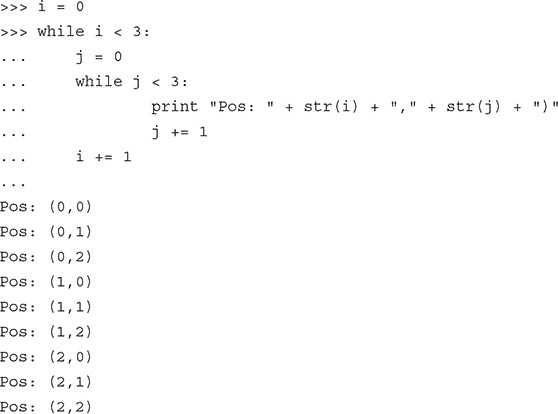 >>> i = 0
>>> while i < 3:
...     j = 0
...     while j < 3:
...             print "Pos: " + str(i) + "," + str(j) + ")"
...             j += 1
...     i += 1
...
Pos: (0,0)
Pos: (0,1)
Pos: (0,2)
Pos: (1,0)
Pos: (1,1)
Pos: (1,2)
Pos: (2,0)
Pos: (2,1)
Pos: (2,2)